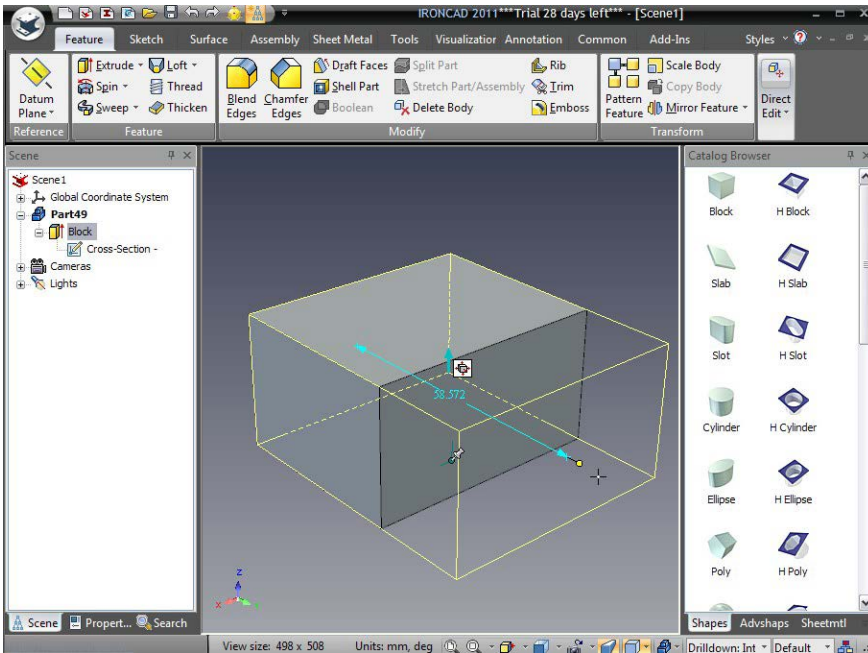 IRONCAD 2011***Trial 28 days left*** - [Scene1]
Feature Sketch Surface Assembly Sheet Metal Tools Visualization Annotation Common Add-Ins Styles
Extrude Loft Draft Faces Split Part Rib Scale Body
Spin Thread Shell Part Stretch Part/Assembly Trim Copy Body
Datum Plane Sweep Thicken Blend Edges Chamfer Edges Boolean Delete Body Emboss Pattern Feature Mirror Feature Direct Edit
Reference Feature Modify Transform
Scene
Scene1
Global Coordinate System
Part49
Block
Cross-Section -
Cameras
Lights
58.572
z
x
Catalog Browser
Block H Block
Slab H Slab
Slot H Slot
Cylinder H Cylinder
Ellipse H Ellipse
Poly H Poly
Scene Propert... Search
Shapes Advshaps Sheetmtl
View size: 498 x 508 Units: mm, deg Drilldown: Int Default